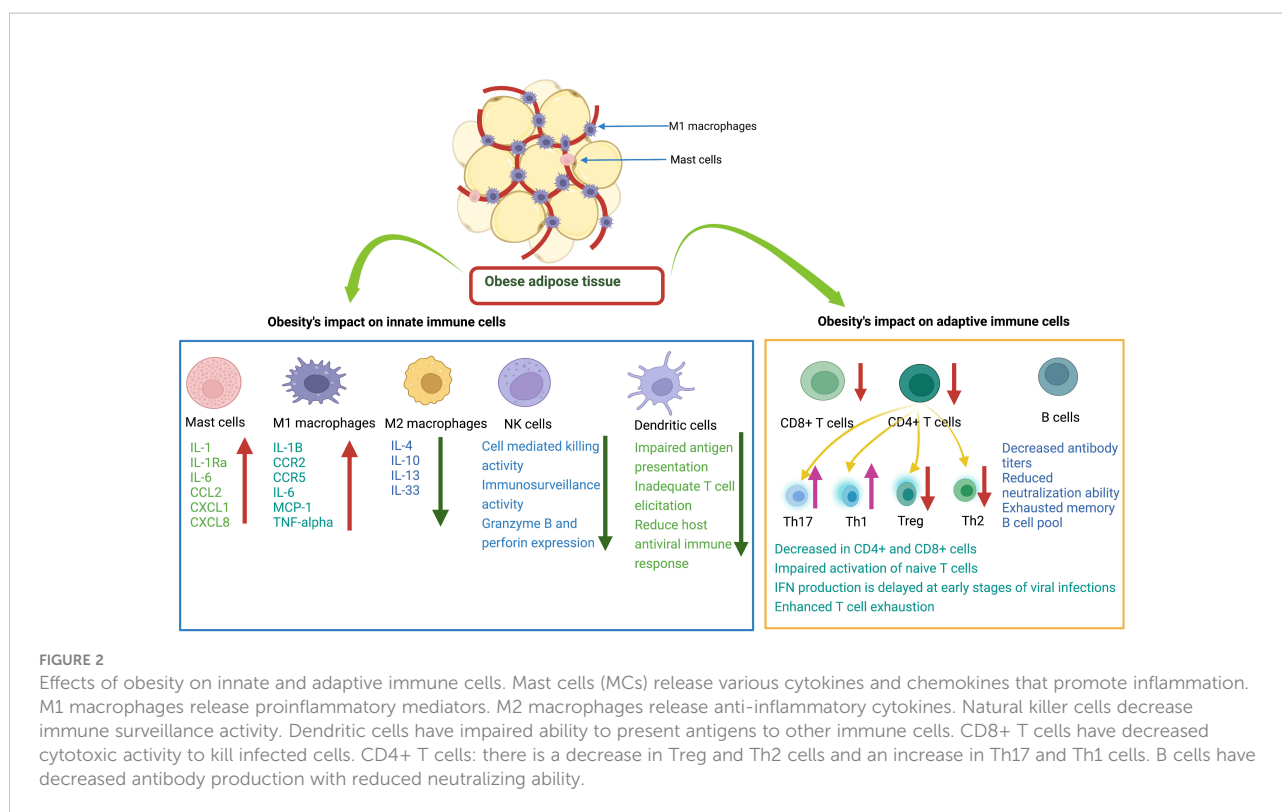 M1 macrophages
Mast cells
Obese adipose tissue
Obesity's impact on innate immune cells
Mast cells
IL-1
IL-1Ra
IL-6
CCL2
CXCL1
CXCL8
M1 macrophages
IL-1B
CCR2
CCR5
IL-6
MCP-1
TNF-alpha
M2 macrophages
IL-4
IL-10
IL-13
IL-33
NK cells
Cell mediated killing
activity
Immunosurveillance
activity
Granzyme B and
perforin expression
Dendritic cells
Impaired antigen
presentation
Inadequate T cell
elicitation
Reduce host
antiviral immune
response
Obesity's impact on adaptive immune cells
CD8+ T cells
CD4+ T cells
B cells
Th17
Th1
Treg
Th2
Decreased antibody
titers
Reduced
neutralization ability
Exhausted memory
B cell pool
Decreased in CD4+ and CD8+ cells
Impaired activation of naive T cells
IFN production is delayed at early stages of viral infections
Enhanced T cell exhaustion
FIGURE 2
Effects of obesity on innate and adaptive immune cells. Mast cells (MCs) release various cytokines and chemokines that promote inflammation.
M1 macrophages release proinflammatory mediators. M2 macrophages release anti-inflammatory cytokines. Natural killer cells decrease
immune surveillance activity. Dendritic cells have impaired ability to present antigens to other immune cells. CD8+ T cells have decreased
cytotoxic activity to kill infected cells. CD4+ T cells: there is a decrease in Treg and Th2 cells and an increase in Th17 and Th1 cells. B cells have
decreased antibody production with reduced neutralizing ability.